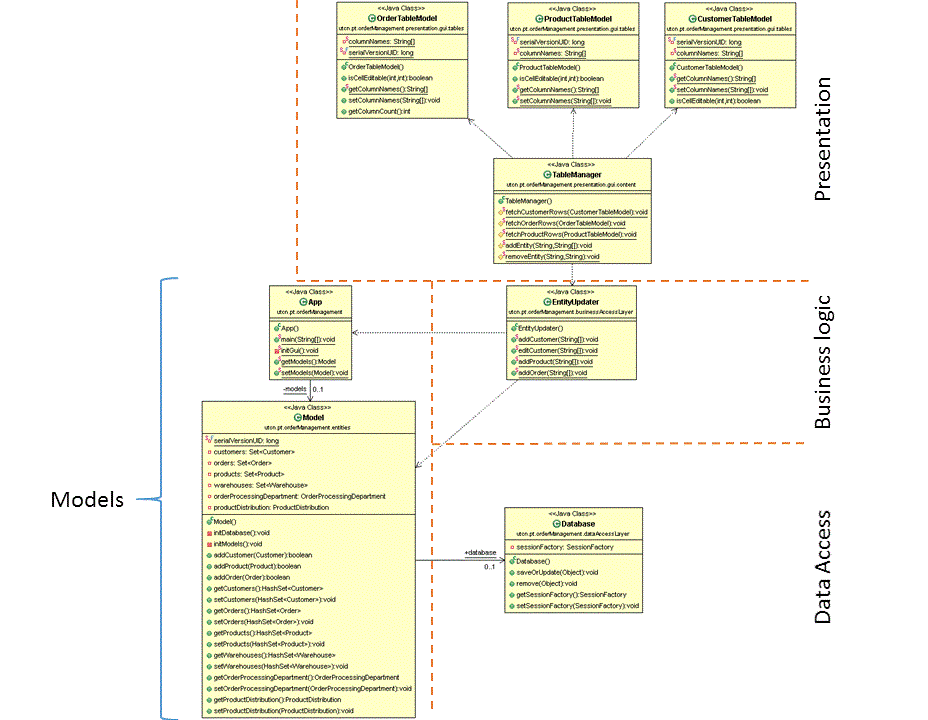 <<Java Class>>
OrderTableModel
utcn.pt.orderManagement.presentation.gui.tables
columnNames: String[]
serialVersionUID: long
OrderTableModel()
isCellEditable(int,int):boolean
getColumnNames():String[]
setColumnNames(String[]):void
getColumnCount():int
<<Java Class>>
ProductTableModel
utcn.pt.orderManagement.presentation.gui.tables
serialVersionUID: long
columnNames: String[]
ProductTableModel()
isCellEditable(int,int):boolean
getColumnNames():String[]
setColumnNames(String[]):void
<<Java Class>>
CustomerTableModel
utcn.pt.orderManagement.presentation.gui.tables
serialVersionUID: long
columnNames: String[]
CustomerTableModel()
getColumnNames():String[]
setColumnNames(String[]):void
isCellEditable(int,int):boolean
Presentation
<<Java Class>>
TableManager
utcn.pt.orderManagement.presentation.gui.content
TableManager()
fetchCustomerRows(CustomerTableModel):void
fetchOrderRows(OrderTableModel):void
fetchProductRows(ProductTableModel):void
addEntity(String,String[]):void
removeEntity(String,String):void
<<Java Class>>
App
utcn.pt.orderManagement
App()
main(String[]):void
initGui():void
getModels():Model
setModels(Model):void
<<Java Class>>
EntityUpdater
utcn.pt.orderManagement.businessAccessLayer
EntityUpdater()
addCustomer(String[]):void
editCustomer(String[]):void
addProduct(String[]):void
addOrder(String[]):void
Business logic
-models
0..1
<<Java Class>>
Model
utcn.pt.orderManagement.entities
serialVersionUID: long
customers: Set<Customer>
orders: Set<Order>
products: Set<Product>
warehouses: Set<Warehouse>
orderProcessingDepartment: OrderProcessingDepartment
productDistribution: ProductDistribution
Model()
initDatabase():void
initModels():void
addCustomer(Customer):boolean
addProduct(Product):boolean
addOrder(Order):boolean
getCustomers():HashSet<Customer>
setCustomers(HashSet<Customer>):void
getOrders():HashSet<Order>
setOrders(HashSet<Order>):void
getProducts():HashSet<Product>
setProducts(HashSet<Product>):void
getWarehouses():HashSet<Warehouse>
setWarehouses(HashSet<Warehouse>):void
getOrderProcessingDepartment():OrderProcessingDepartment
setOrderProcessingDepartment(OrderProcessingDepartment):void
getProductDistribution():ProductDistribution
setProductDistribution(ProductDistribution):void
Models
+database
0..1
<<Java Class>>
Database
utcn.pt.orderManagement.dataAccessLayer
sessionFactory: SessionFactory
Database()
saveOrUpdate(Object):void
remove(Object):void
getSessionFactory():SessionFactory
setSessionFactory(SessionFactory):void
Data Access